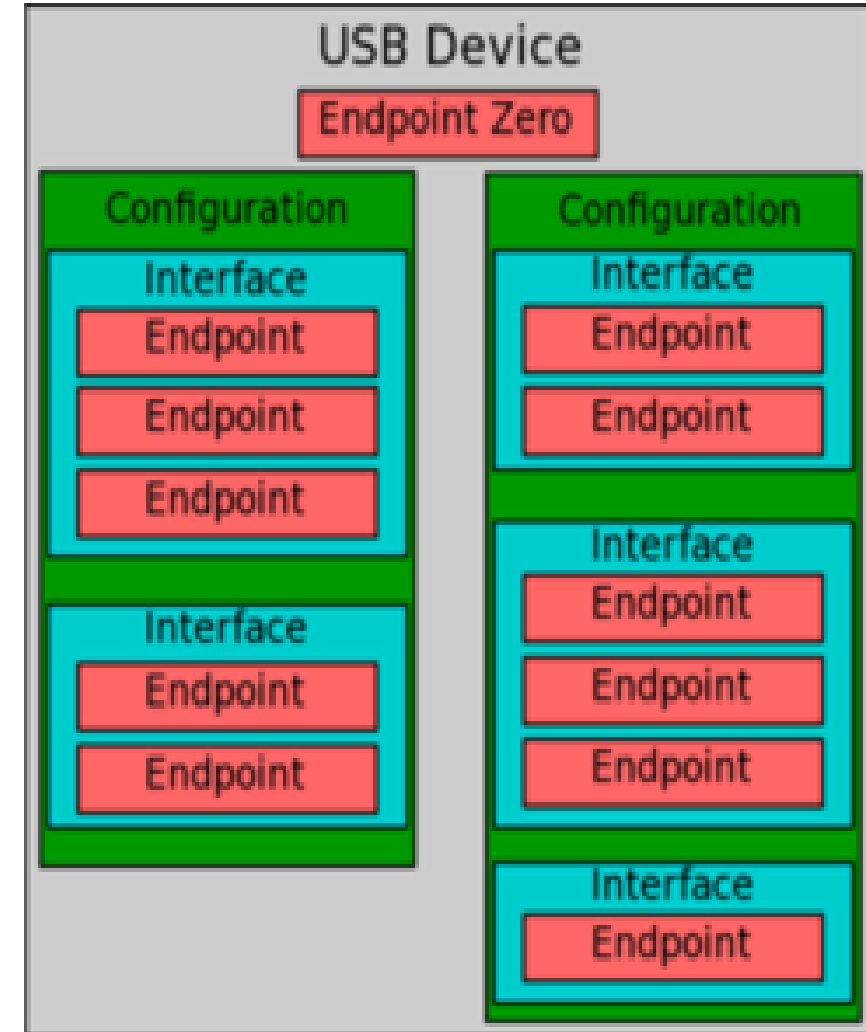 USB Device
Endpoint Zero
Configuration
Interface
Endpoint
Endpoint
Endpoint
Interface
Endpoint
Endpoint
Configuration
Interface
Endpoint
Endpoint
Interface
Endpoint
Endpoint
Endpoint
Interface
Endpoint